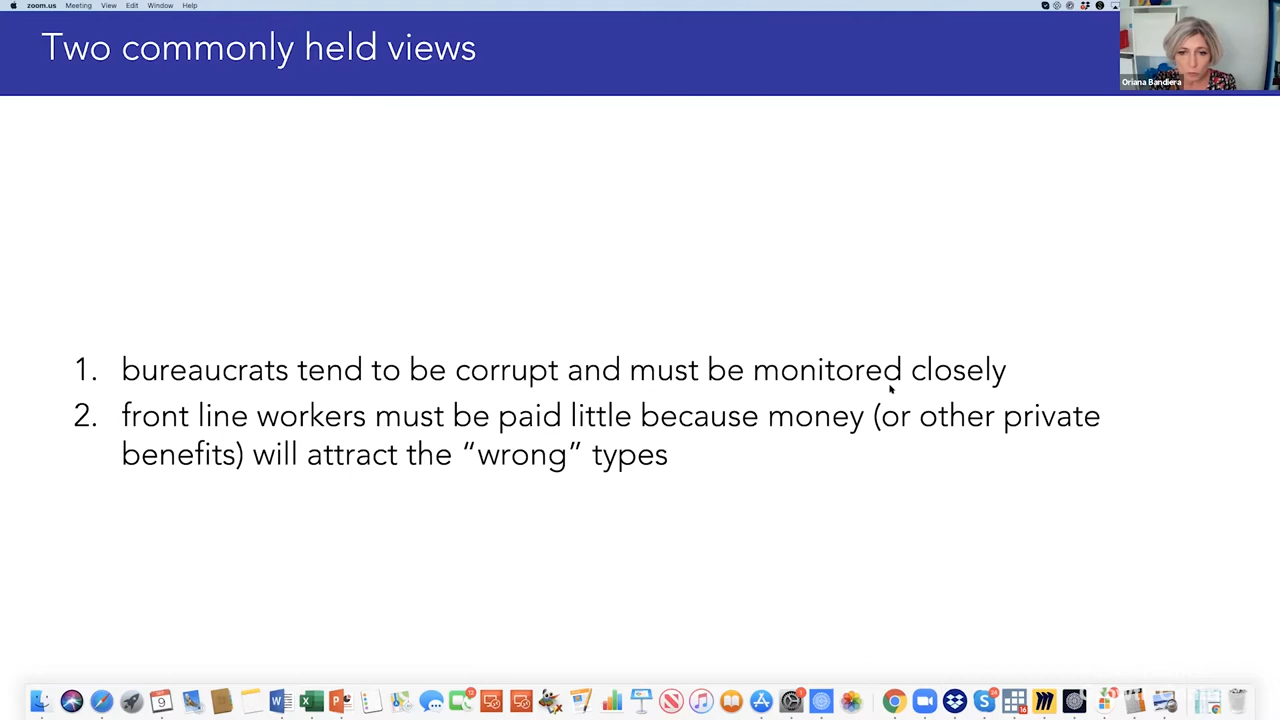 zoom.us Meeting View Edit Window Help
Two commonly held views
Oriana Bandiera
1. bureaucrats tend to be corrupt and must be monitored closely
2. front line workers must be paid little because money (or other private
benefits) will attract the “wrong” types